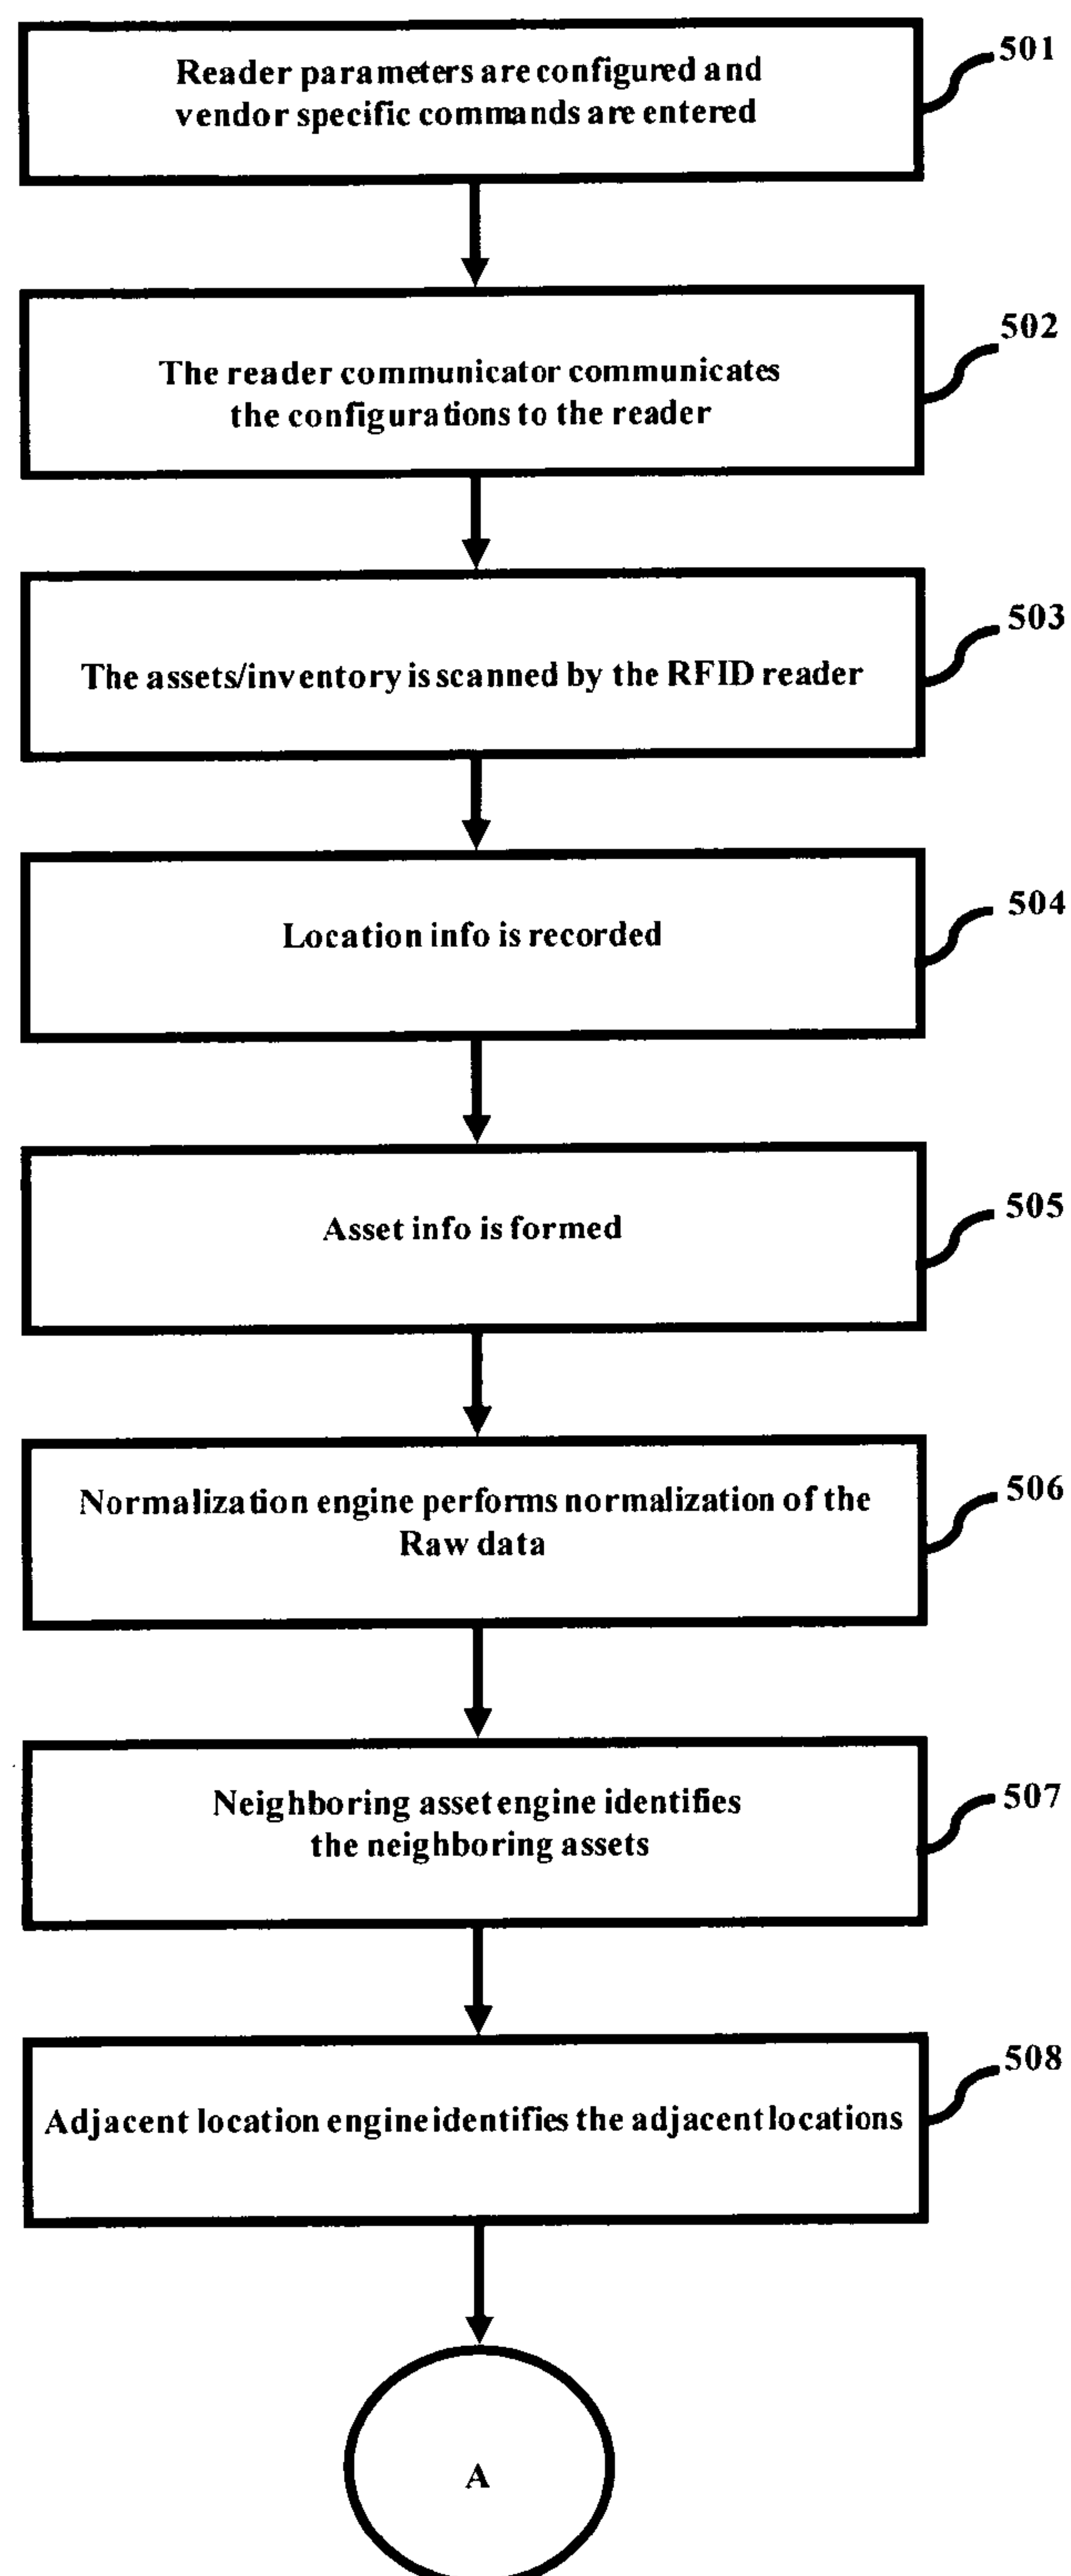 Reader parameters are configured and
vendor specific commands are entered
501
The reader communicator communicates
the configurations to the reader
502
The assets/inventory is scanned by the RFID reader
503
Location info is recorded
504
Asset info is formed
505
Normalization engine performs normalization of the
Raw data
506
Neighboring asset engine identifies
the neighboring assets
507
Adjacent location engine identifies the adjacent locations
508
A